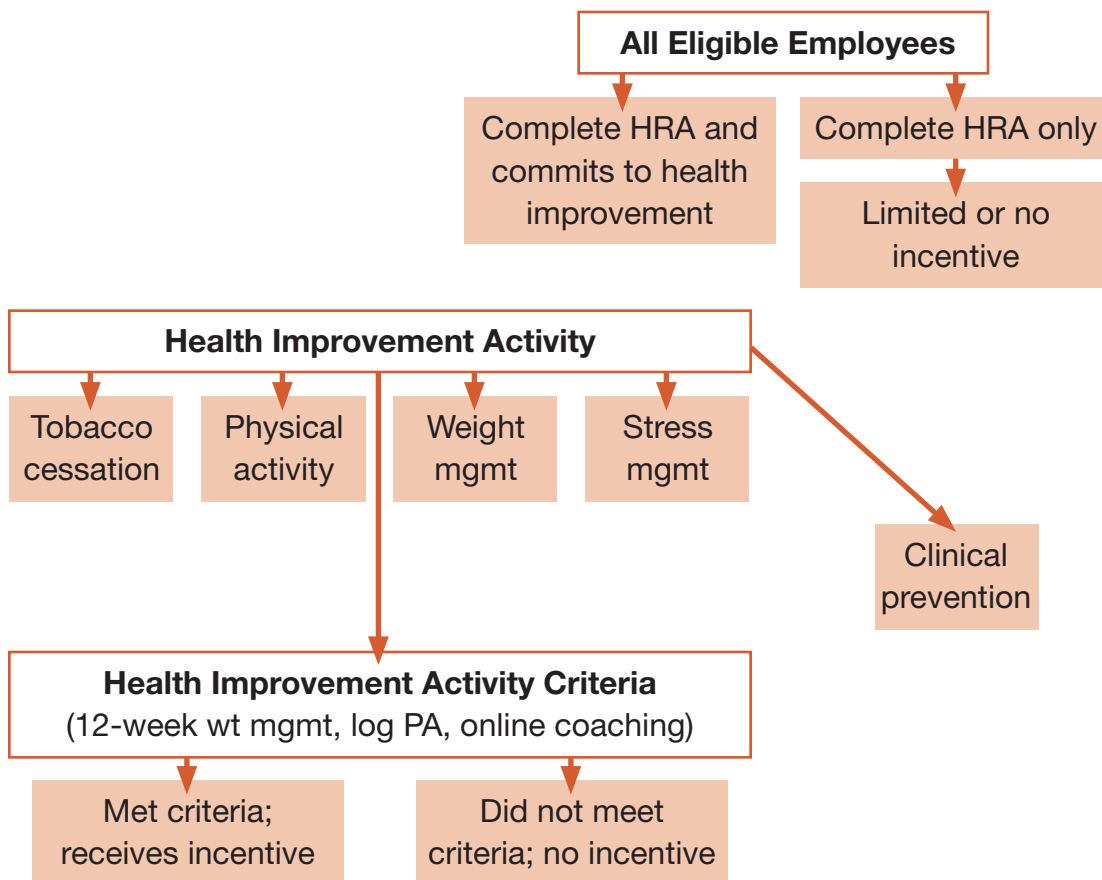 All Eligible Employees
Complete HRA and
commits to health
improvement
Complete HRA only
Limited or no
incentive
Health Improvement Activity
Tobacco
cessation
Physical
activity
Weight
mgmt
Stress
mgmt
Clinical
prevention
Health Improvement Activity Criteria
(12-week wt mgmt, log PA, online coaching)
Met criteria;
receives incentive
Did not meet
criteria; no incentive